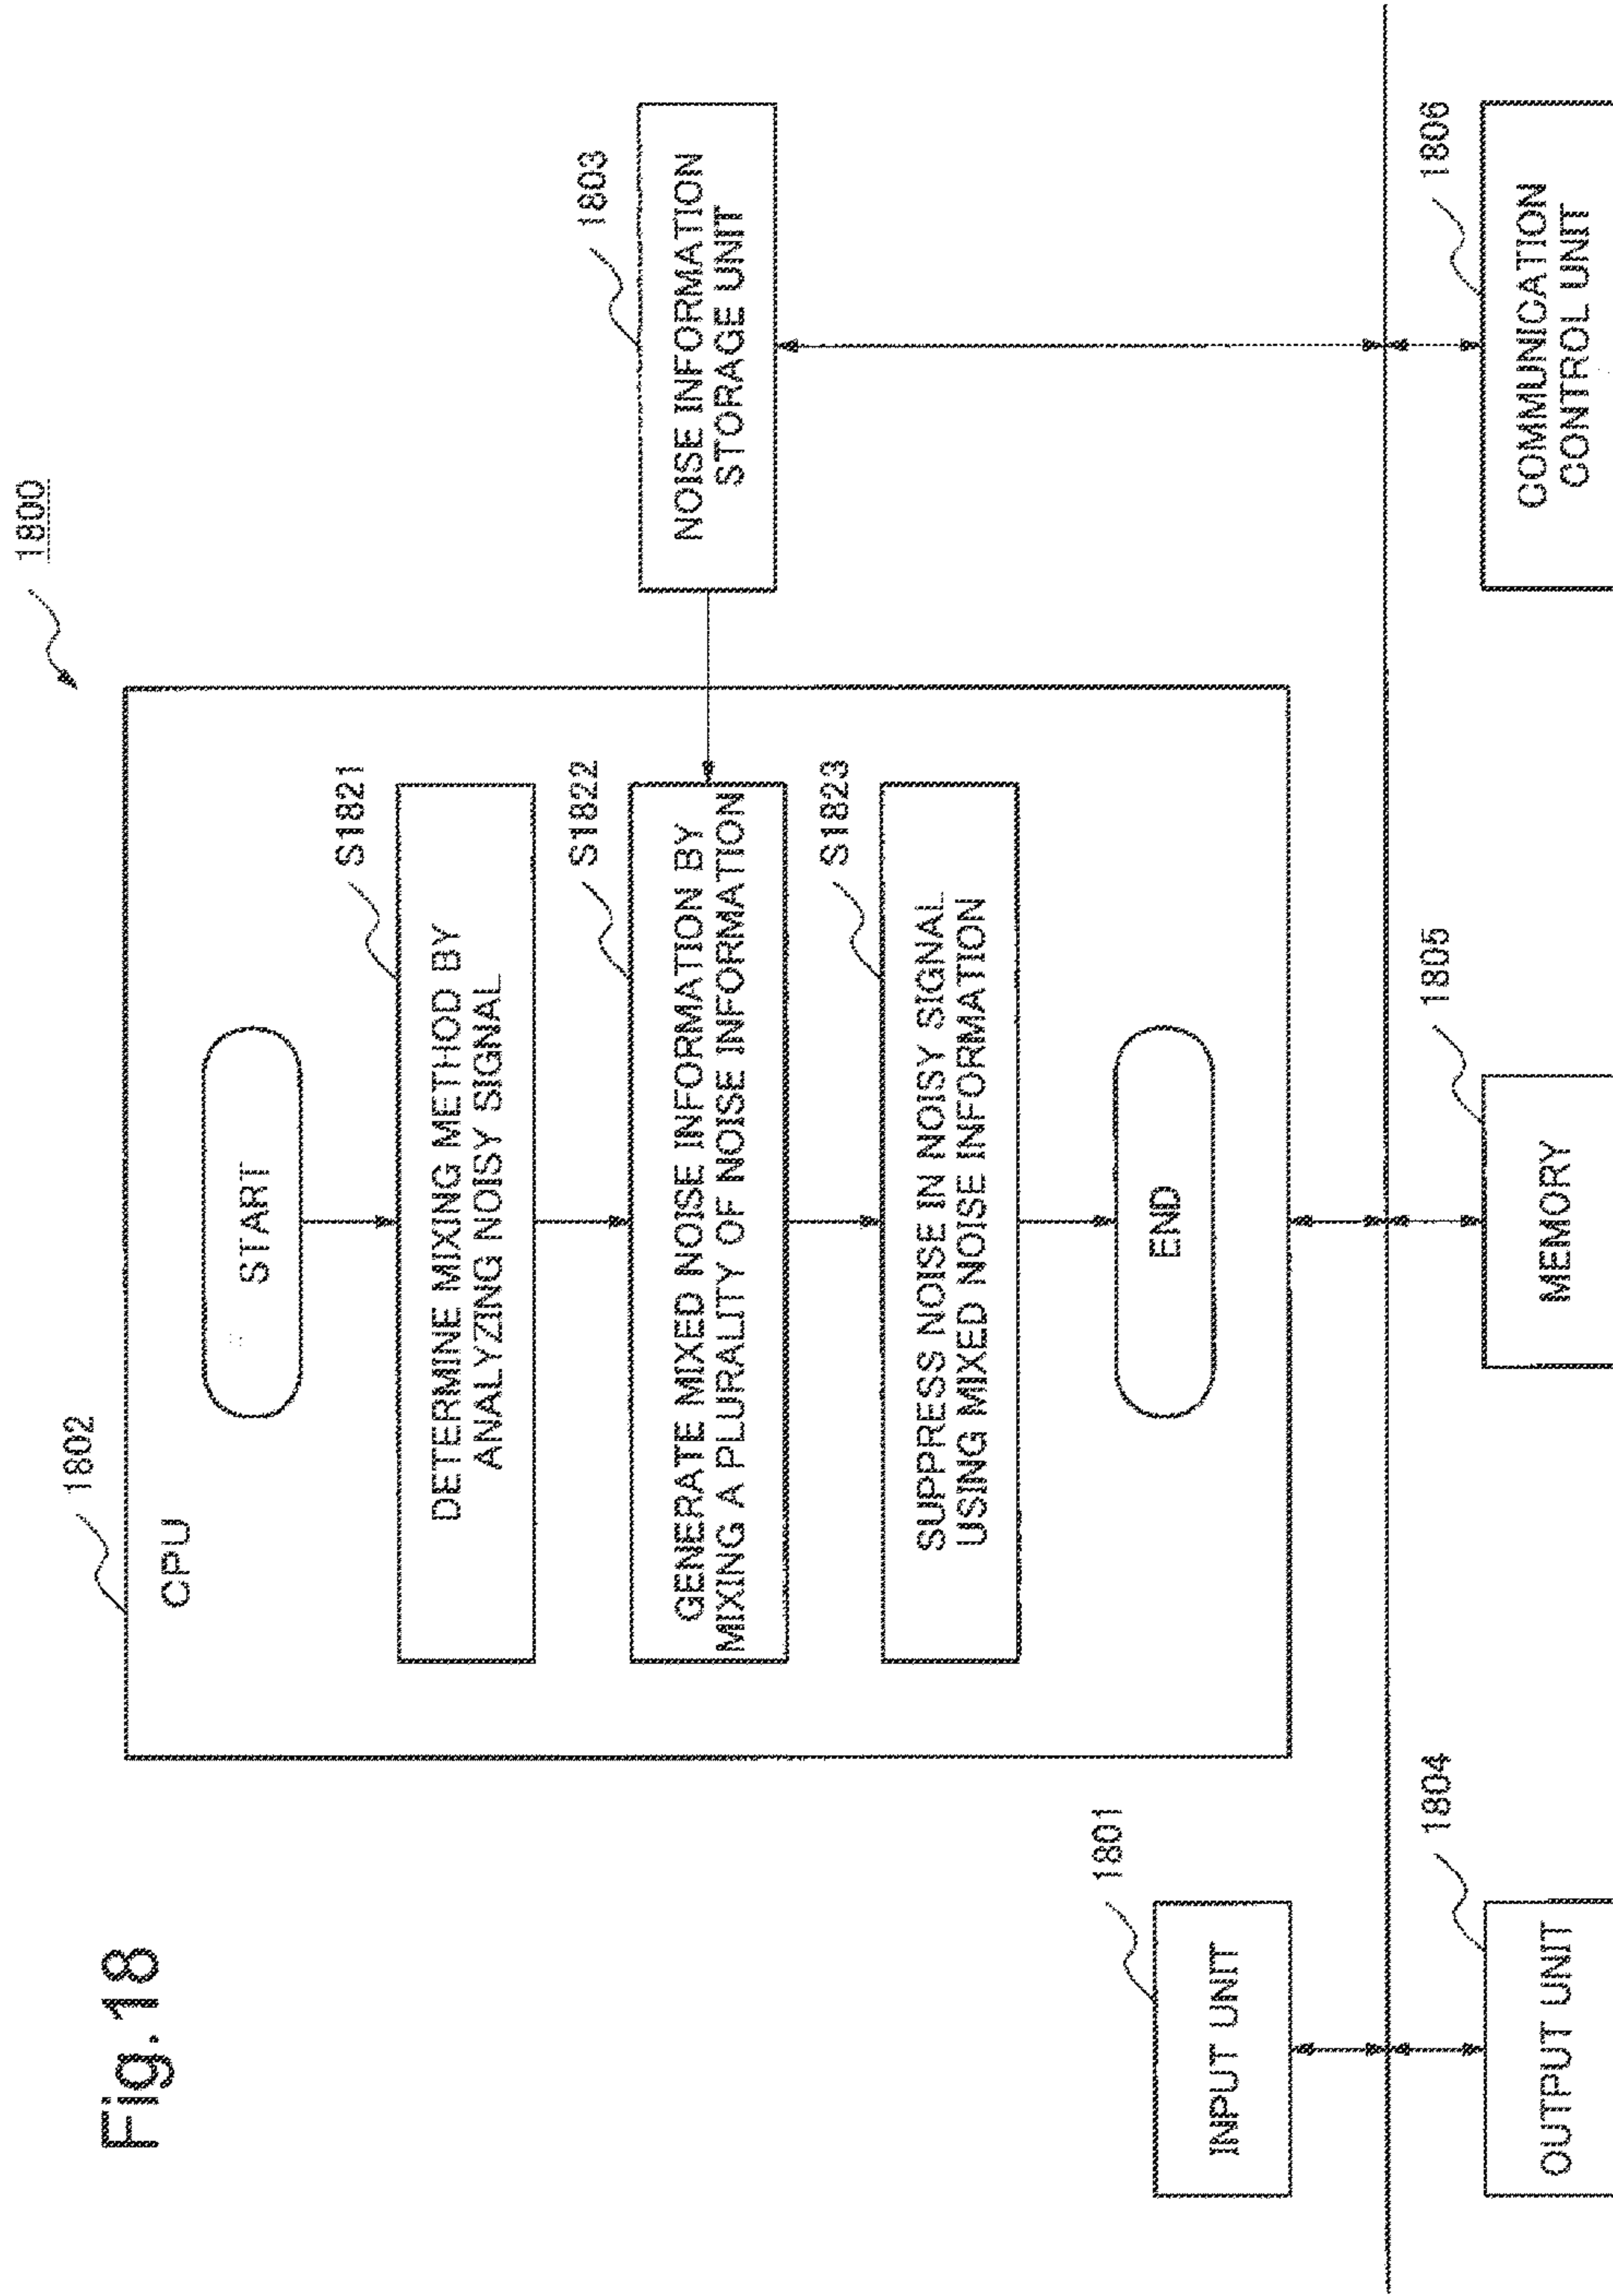 Fig. 18
1800
1802
CPU
START
S1821
DETERMINE MIXING METHOD BY
ANALYZING NOISY SIGNAL
S1822
GENERATE MIXED NOISE INFORMATION BY
MIXING A PLURALITY OF NOISE INFORMATION
S1823
SUPPRESS NOISE IN NOISY SIGNAL
USING MIXED NOISE INFORMATION
END
1803
NOISE INFORMATION
STORAGE UNIT
1801
INPUT UNIT
1804
OUTPUT UNIT
1805
MEMORY
1806
COMMUNICATION
CONTROL UNIT